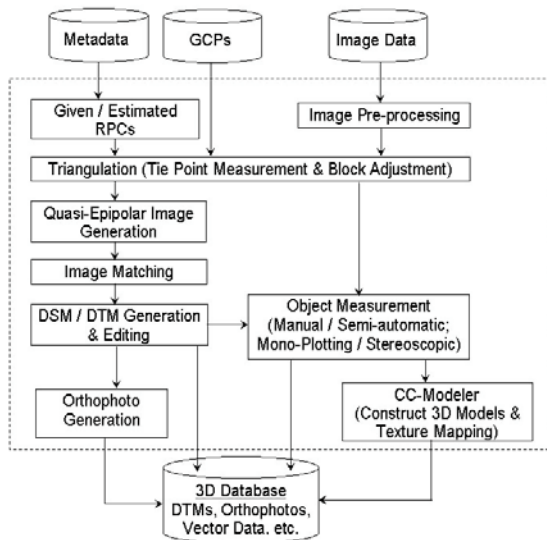 Metadata
GCPs
Image Data
Given / Estimated
RPCs
Image Pre-processing
Triangulation (Tie Point Measurement & Block Adjustment)
Quasi-Epipolar Image
Generation
Image Matching
DSM / DTM Generation
& Editing
Object Measurement
(Manual / Semi-automatic;
Mono-Plotting / Stereoscopic)
Orthophoto
Generation
CC-Modeler
(Construct 3D Models &
Texture Mapping)
3D Database
DTMs, Orthophotos,
Vector Data, etc.